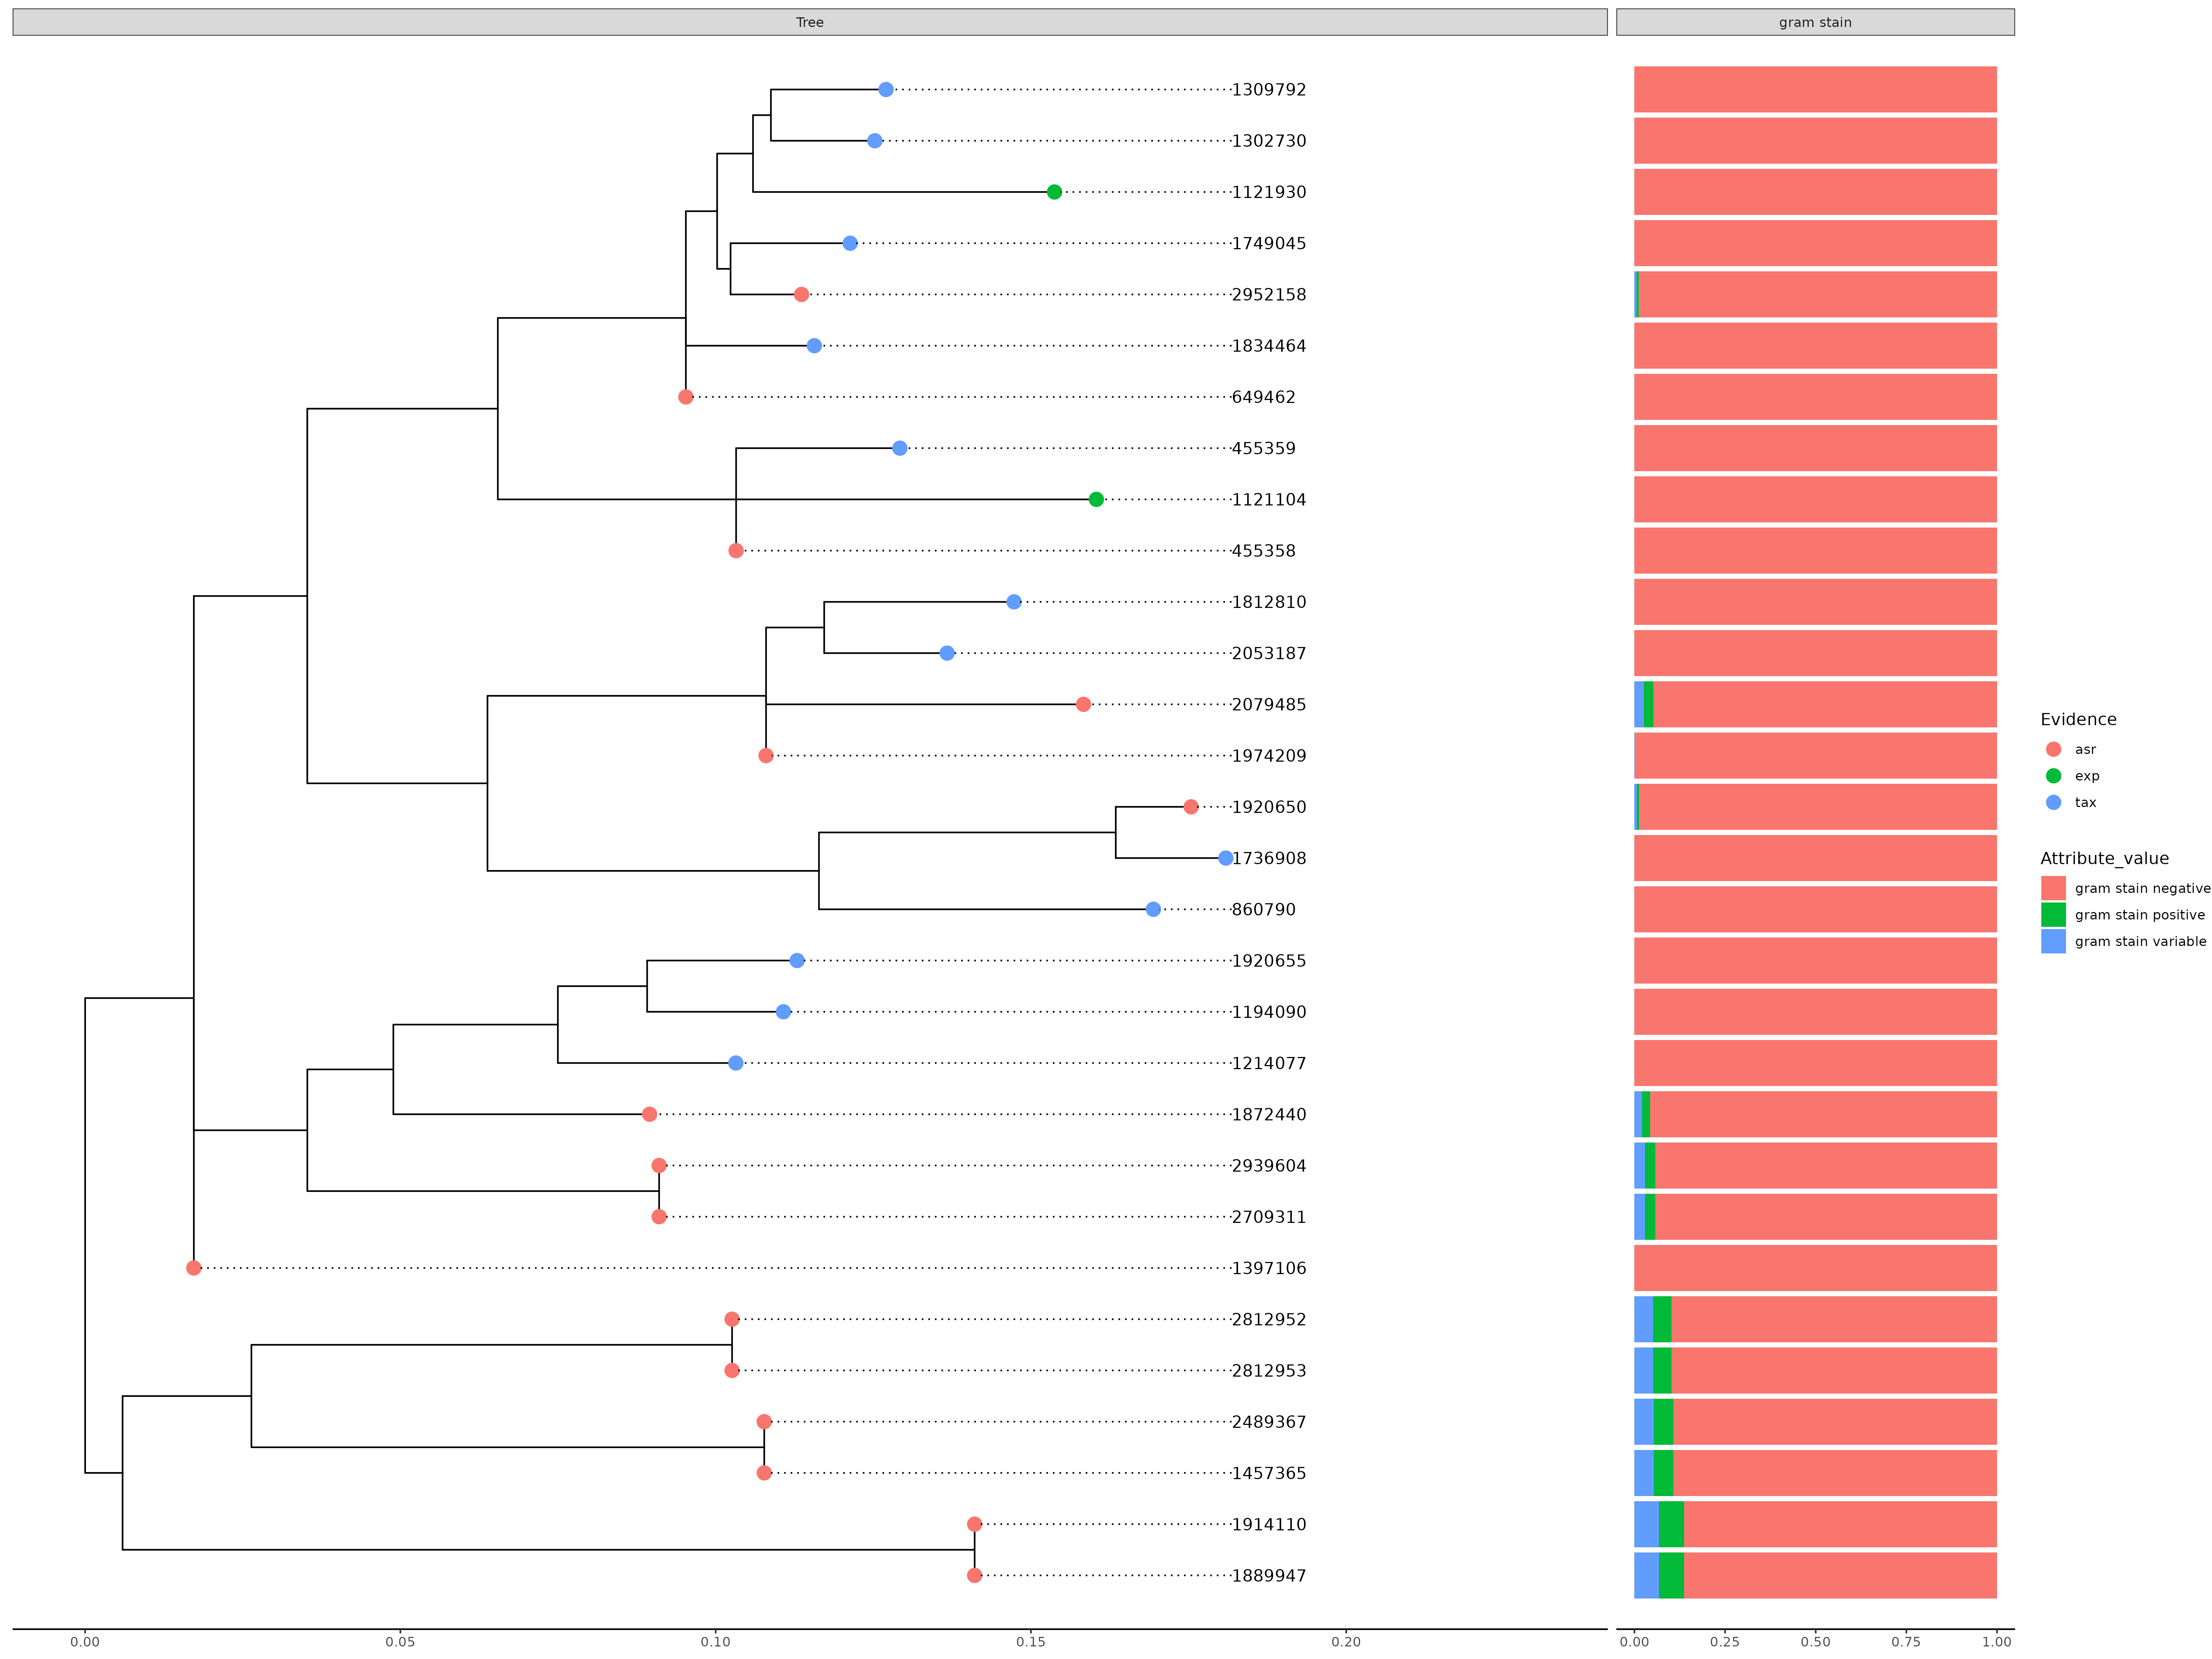 Tree
gram stain
1309792
1302730
1121930
1749045
2952158
1834464
649462
455359
1121104
455358
1812810
2053187
2079485
1974209
1920650
1736908
860790
1920655
1194090
1214077
1872440
2939604
2709311
1397106
2812952
2812953
2489367
1457365
1914110
1889947
0.00 0.05 0.10 0.15 0.20
0.00 0.25 0.50 0.75 1.00
Evidence
asr
exp
tax
Attribute_value
gram stain negative
gram stain positive
gram stain variable